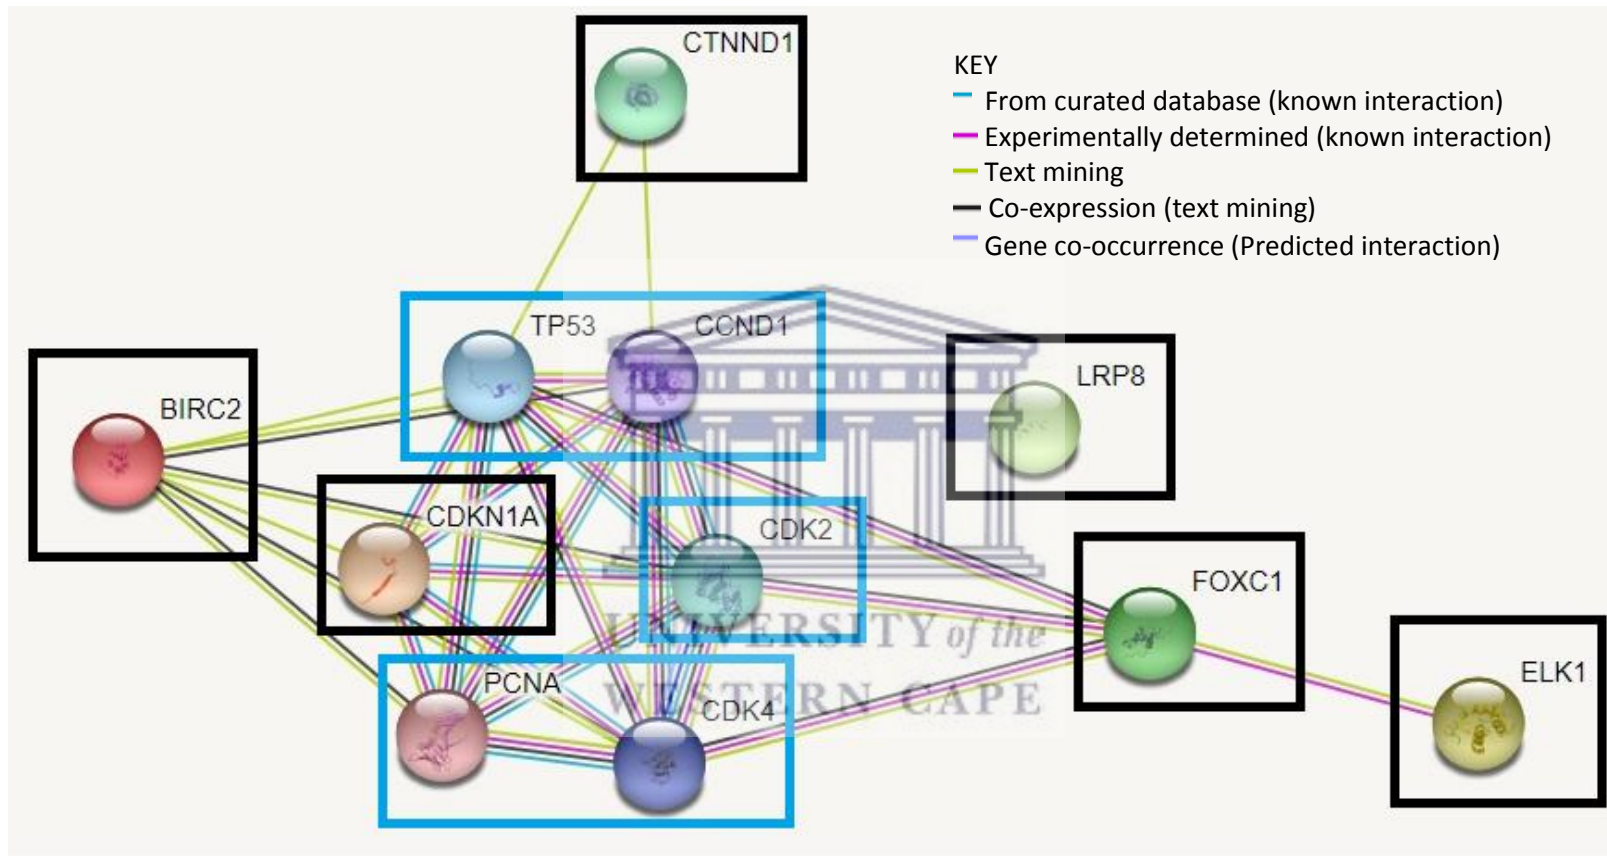 CTNND1
KEY
From curated database (known interaction)
Experimentally determined (known interaction)
Text mining
Co-expression (text mining)
Gene co-occurrence (Predicted interaction)
TP53
CCND1
LRP8
BIRC2
CDKN1A
CDK2
FOXC1
UNIVERSITY of the
WESTERN CAPE
ELK1
PCNA
CDK4